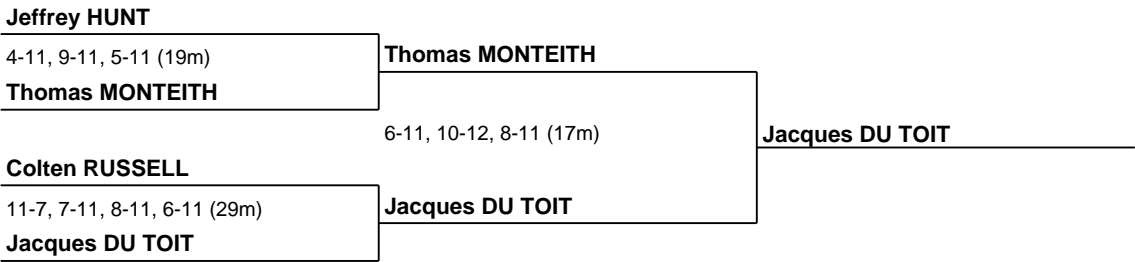 Jeffrey HUNT
4-11, 9-11, 5-11 (19m)
Thomas MONTEITH
Thomas MONTEITH
6-11, 10-12, 8-11 (17m)
Jacques DU TOIT
Colten RUSSELL
11-7, 7-11, 8-11, 6-11 (29m)
Jacques DU TOIT
Jacques DU TOIT